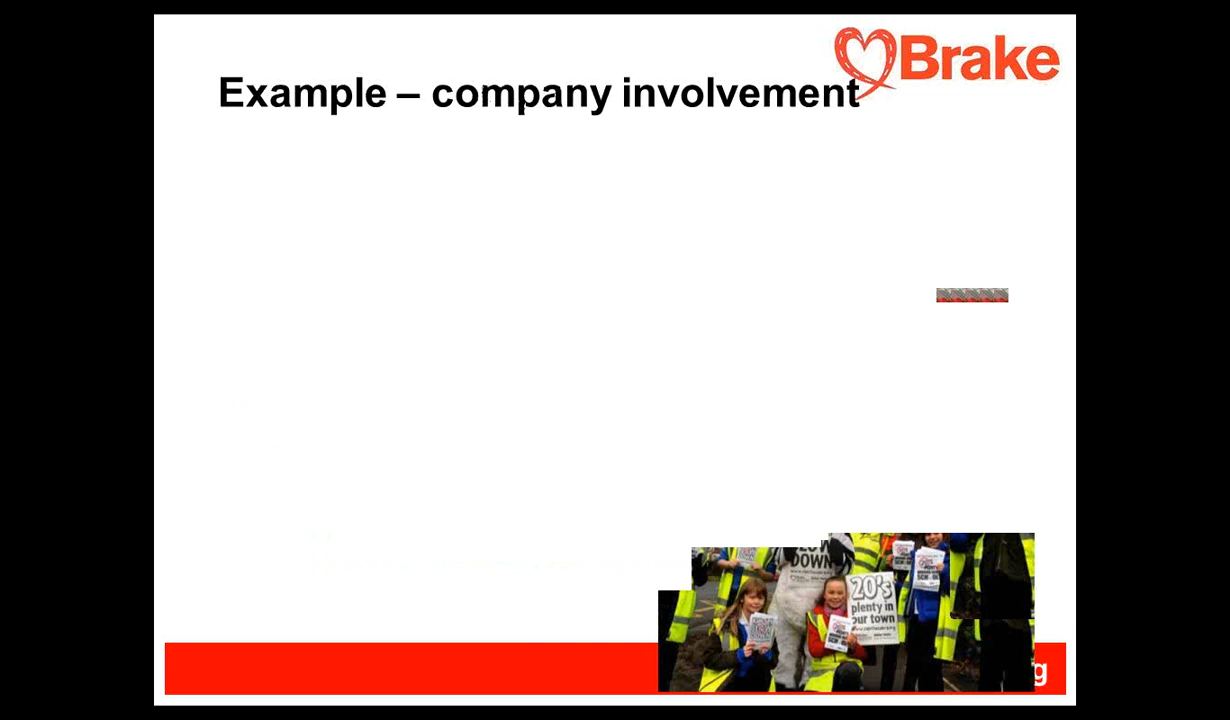 Brake
Example – company involvement
DOWN
20's
plenty in
our town
g